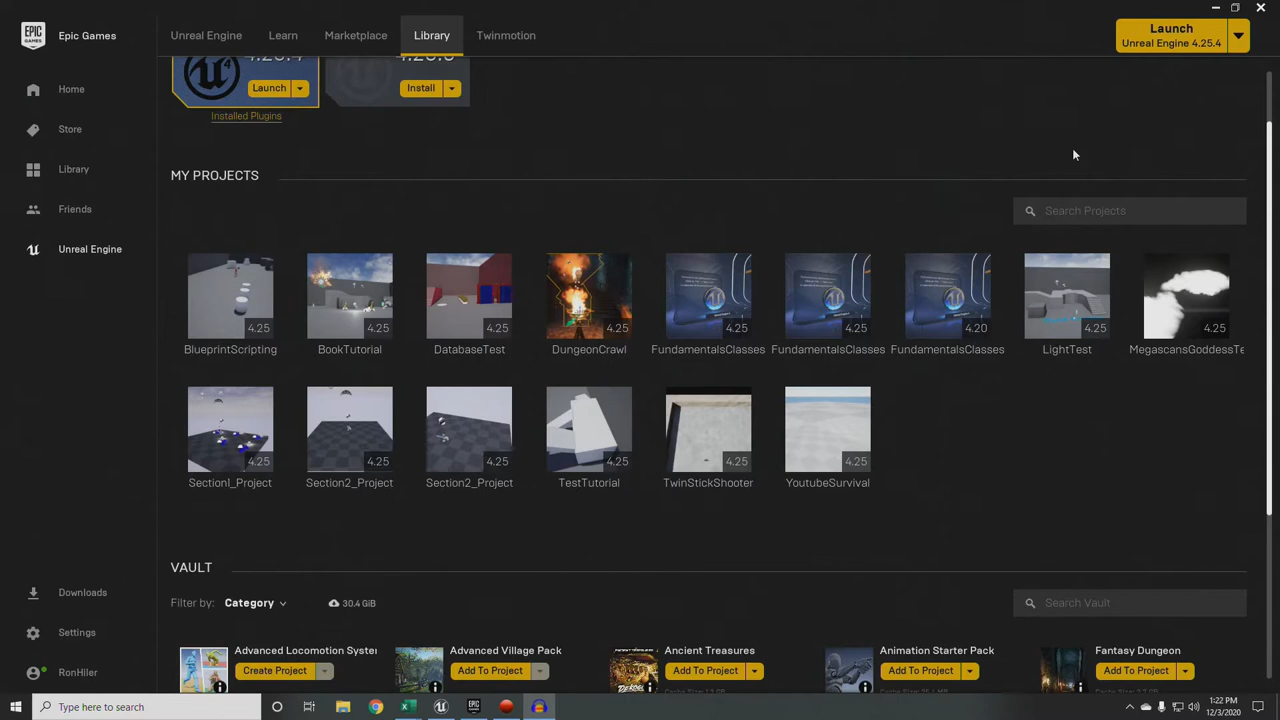 EPIC GAMES
Epic Games
Unreal Engine
Learn
Marketplace
Library
Twinmotion
Launch
Unreal Engine 4.25.4
Home
Store
Library
Friends
Unreal Engine
Launch
Install
Installed Plugins
MY PROJECTS
Search Projects
4.25 4.25 4.25 4.25 4.25 4.25 4.20 4.25 4.25
BlueprintScripting BookTutorial DatabaseTest DungeonCrawl FundamentalsClasses FundamentalsClasses FundamentalsClasses LightTest MegascansGoddessTe
4.25 4.25 4.25 4.25 4.25 4.25
Section1_Project Section2_Project Section2_Project TestTutorial TwinStickShooter YoutubeSurvival
VAULT
Filter by: Category 30.4 GiB
Search Vault
Advanced Locomotion System Advanced Village Pack Ancient Treasures Animation Starter Pack Fantasy Dungeon
Create Project Add To Project Add To Project Add To Project Add To Project
Downloads
Settings
RonHiler
Type here to search
1:22 PM
12/3/2020